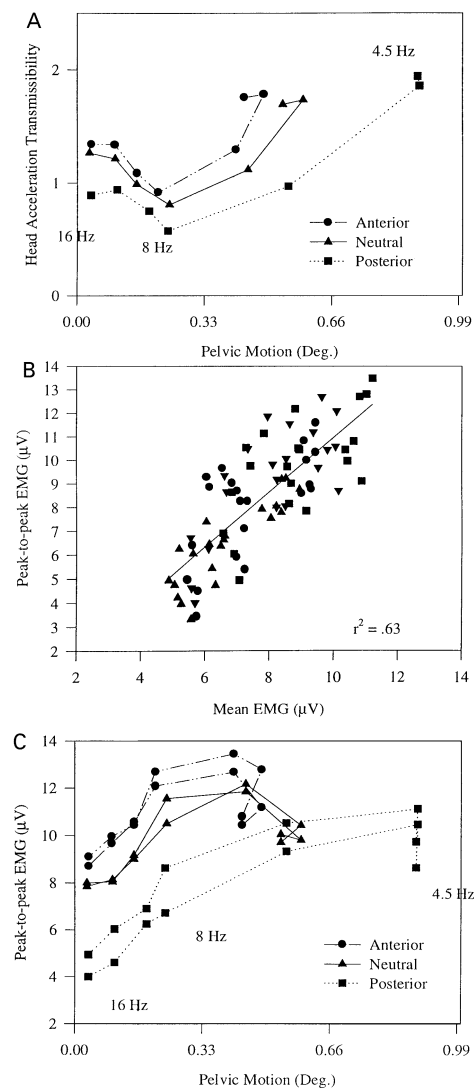 A
Head Acceleration Transmissibility
2
4.5 Hz
1
16 Hz
8 Hz
Anterior
Neutral
Posterior
0
0.00 0.33 0.66 0.99
Pelvic Motion (Deg.)
B
Peak-to-peak EMG (µV)
14
13
12
11
10
9
8
7
6
5
4
3
2
r² = .63
2 4 6 8 10 12 14
Mean EMG (µV)
C
Peak-to-peak EMG (µV)
14
12
10
8
6
4
2
4.5 Hz
8 Hz
16 Hz
Anterior
Neutral
Posterior
0.00 0.33 0.66 0.99
Pelvic Motion (Deg.)